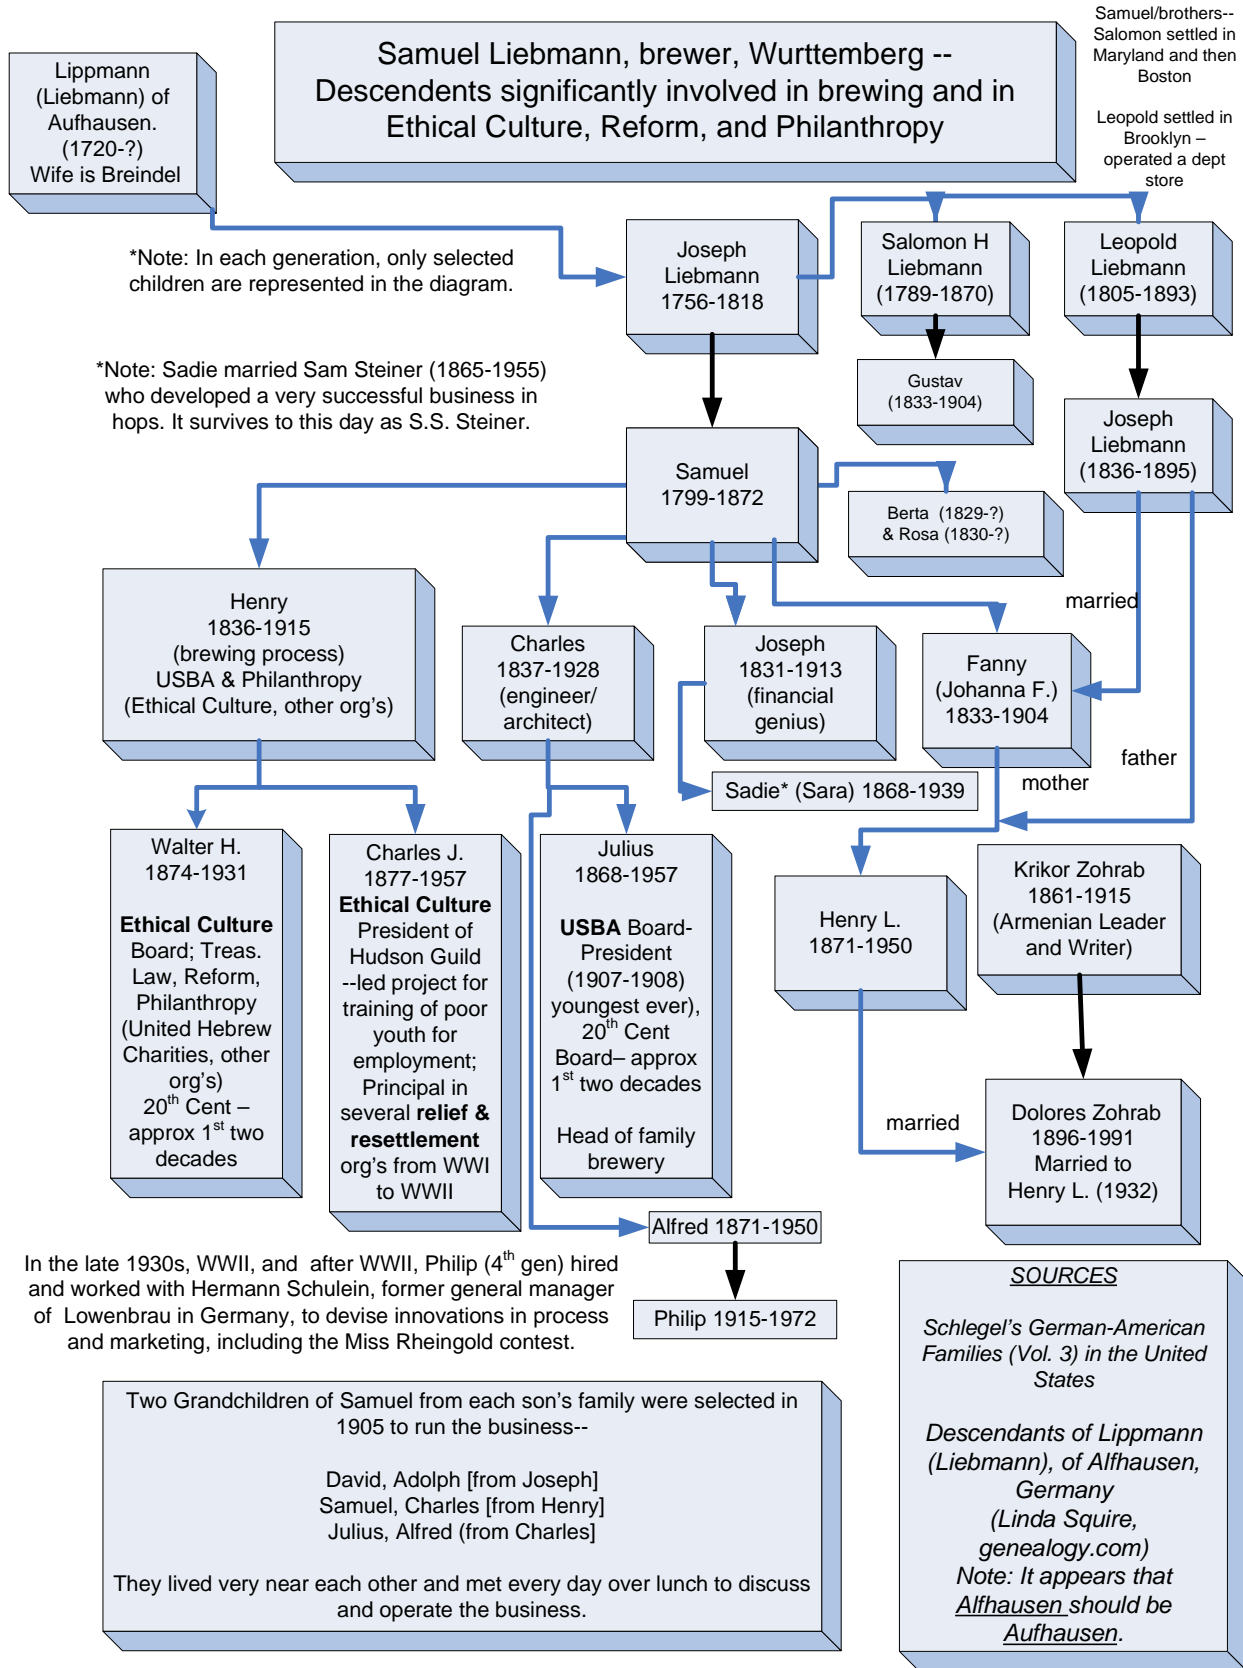 Samuel/brothers--
Salomon settled in
Maryland and then
Boston
Leopold settled in
Brooklyn –
operated a dept
store
Samuel Liebmann, brewer, Wurttemberg --
Descendents significantly involved in brewing and in
Ethical Culture, Reform, and Philanthropy
Lippmann
(Liebmann) of
Aufhausen.
(1720-?)
Wife is Breindel
*Note: In each generation, only selected
children are represented in the diagram.
Joseph
Liebmann
1756-1818
Salomon H
Liebmann
(1789-1870)
Leopold
Liebmann
(1805-1893)
*Note: Sadie married Sam Steiner (1865-1955)
who developed a very successful business in
hops. It survives to this day as S.S. Steiner.
Gustav
(1833-1904)
Joseph
Liebmann
(1836-1895)
Samuel
1799-1872
Berta (1829-?)
& Rosa (1830-?)
Henry
1836-1915
(brewing process)
USBA & Philanthropy
(Ethical Culture, other org's)
Charles
1837-1928
(engineer/
architect)
Joseph
1831-1913
(financial
genius)
married
Fanny
(Johanna F.)
1833-1904
father
mother
Sadie* (Sara) 1868-1939
Walter H.
1874-1931
Ethical Culture
Board; Treas.
Law, Reform,
Philanthropy
(United Hebrew
Charities, other
org's)
20th Cent –
approx 1st two
decades
Charles J.
1877-1957
Ethical Culture
President of
Hudson Guild
--led project for
training of poor
youth for
employment;
Principal in
several relief &
resettlement
org's from WWI
to WWII
Julius
1868-1957
USBA Board-
President
(1907-1908)
youngest ever),
20th Cent
Board– approx
1st two decades
Head of family
brewery
Henry L.
1871-1950
Krikor Zohrab
1861-1915
(Armenian Leader
and Writer)
married
Dolores Zohrab
1896-1991
Married to
Henry L. (1932)
Alfred 1871-1950
Philip 1915-1972
In the late 1930s, WWII, and after WWII, Philip (4th gen) hired
and worked with Hermann Schulein, former general manager
of Lowenbrau in Germany, to devise innovations in process
and marketing, including the Miss Rheingold contest.
Two Grandchildren of Samuel from each son's family were selected in
1905 to run the business--
David, Adolph [from Joseph]
Samuel, Charles [from Henry]
Julius, Alfred (from Charles]
They lived very near each other and met every day over lunch to discuss
and operate the business.
SOURCES
Schlegel's German-American
Families (Vol. 3) in the United
States
Descendants of Lippmann
(Liebmann), of Alfhausen,
Germany
(Linda Squire,
genealogy.com)
Note: It appears that
Alfhausen should be
Aufhausen.